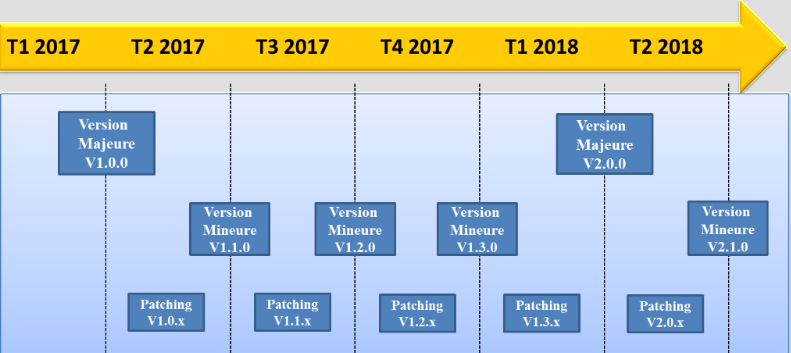 T1 2017 T2 2017 T3 2017 T4 2017 T1 2018 T2 2018
Version
Majeure
V1.0.0
Version
Majeure
V2.0.0
Version
Mineure
V1.1.0
Version
Mineure
V1.2.0
Version
Mineure
V1.3.0
Version
Mineure
V2.1.0
Patching
V1.0.x
Patching
V1.1.x
Patching
V1.2.x
Patching
V1.3.x
Patching
V2.0.x